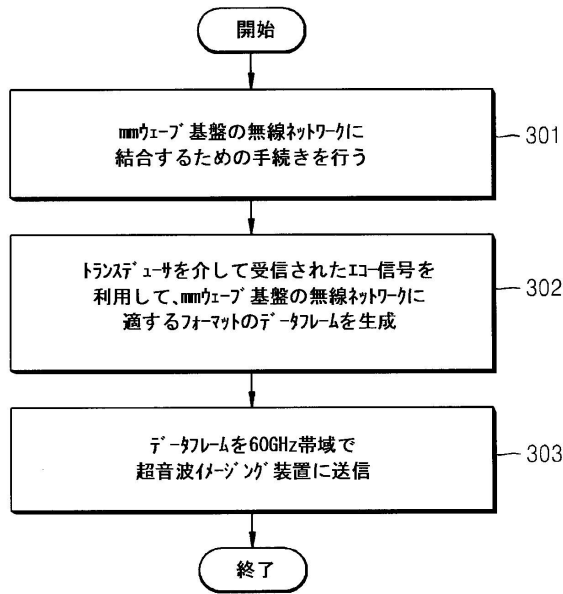 開始
mmｳｪｰﾌﾞ基盤の無線ネットワークに
結合するための手続きを行う
301
ﾄﾗﾝｽﾃﾞｭｰｻを介して受信されたｴｺｰ信号を
利用して、mmｳｪｰﾌﾞ基盤の無線ネットワークに
適するフォーマットのﾃﾞｰﾀﾌﾚｰﾑを生成
302
ﾃﾞｰﾀﾌﾚｰﾑを60GHz帯域で
超音波ｲﾒｰｼﾞﾝｸﾞ装置に送信
303
終了